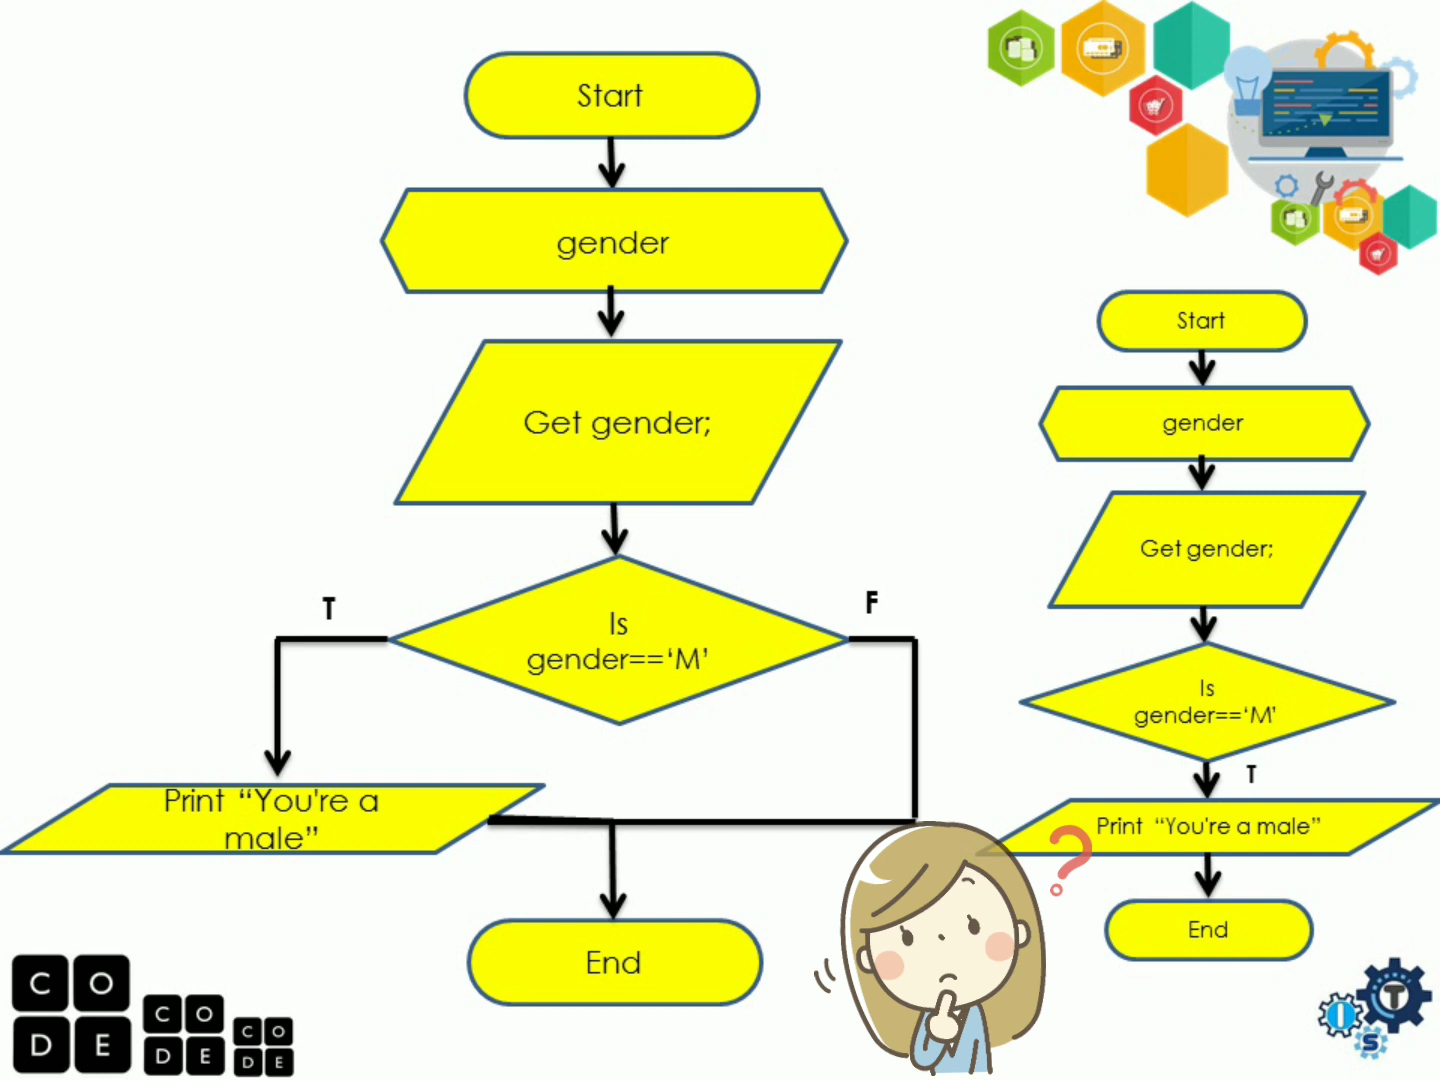 Start
gender
Get gender;
T
F
Is
gender==‘M’
Print “You're a
male”
End
Start
gender
Get gender;
Is
gender==‘M’
T
Print “You're a male”
?
End
C O
D E
C O
D E
C O
D E
I T
S